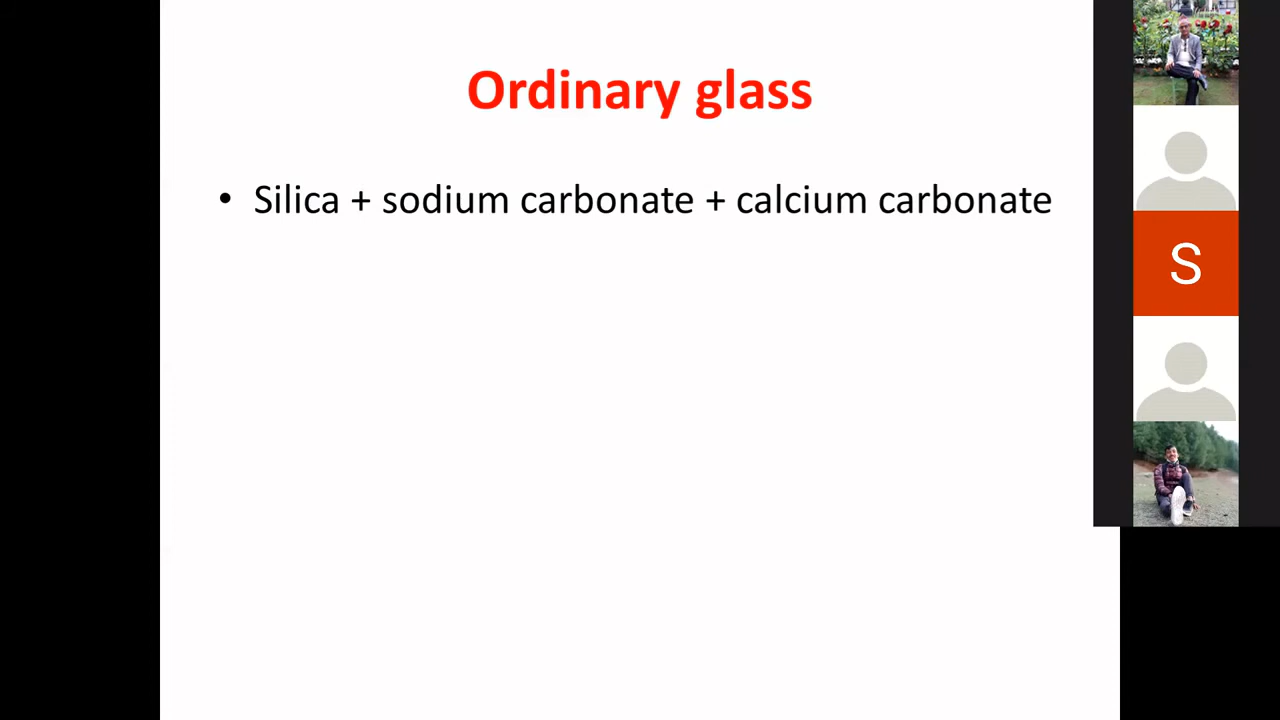 Ordinary glass
• Silica + sodium carbonate + calcium carbonate
S